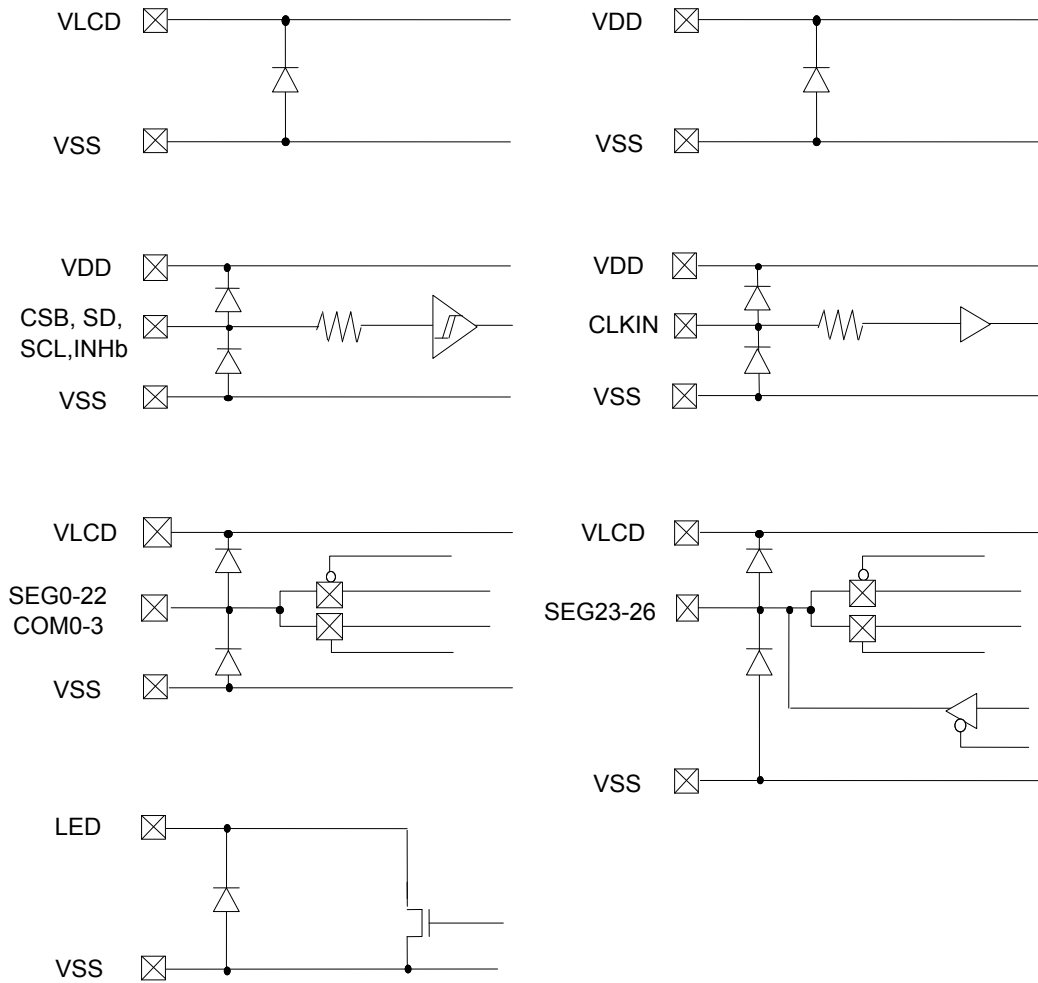 VLCD
VSS
VDD
VSS
VDD
CSB, SD,
SCL,INHb
VSS
VDD
CLKIN
VSS
VLCD
SEG0-22
COM0-3
VSS
VLCD
SEG23-26
VSS
LED
VSS